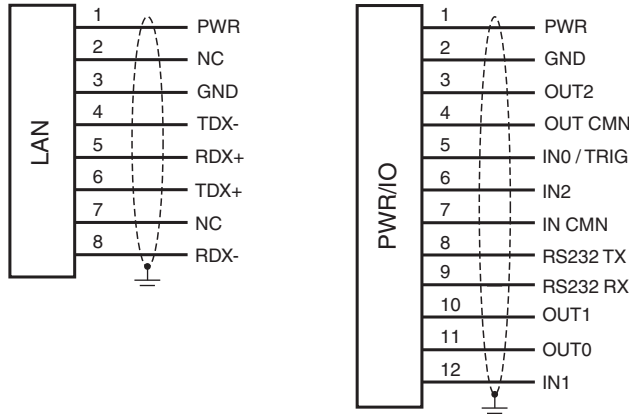 LAN
1 PWR
2 NC
3 GND
4 TDX-
5 RDX+
6 TDX+
7 NC
8 RDX-
PWR/IO
1 PWR
2 GND
3 OUT2
4 OUT CMN
5 IN0 / TRIG
6 IN2
7 IN CMN
8 RS232 TX
9 RS232 RX
10 OUT1
11 OUT0
12 IN1